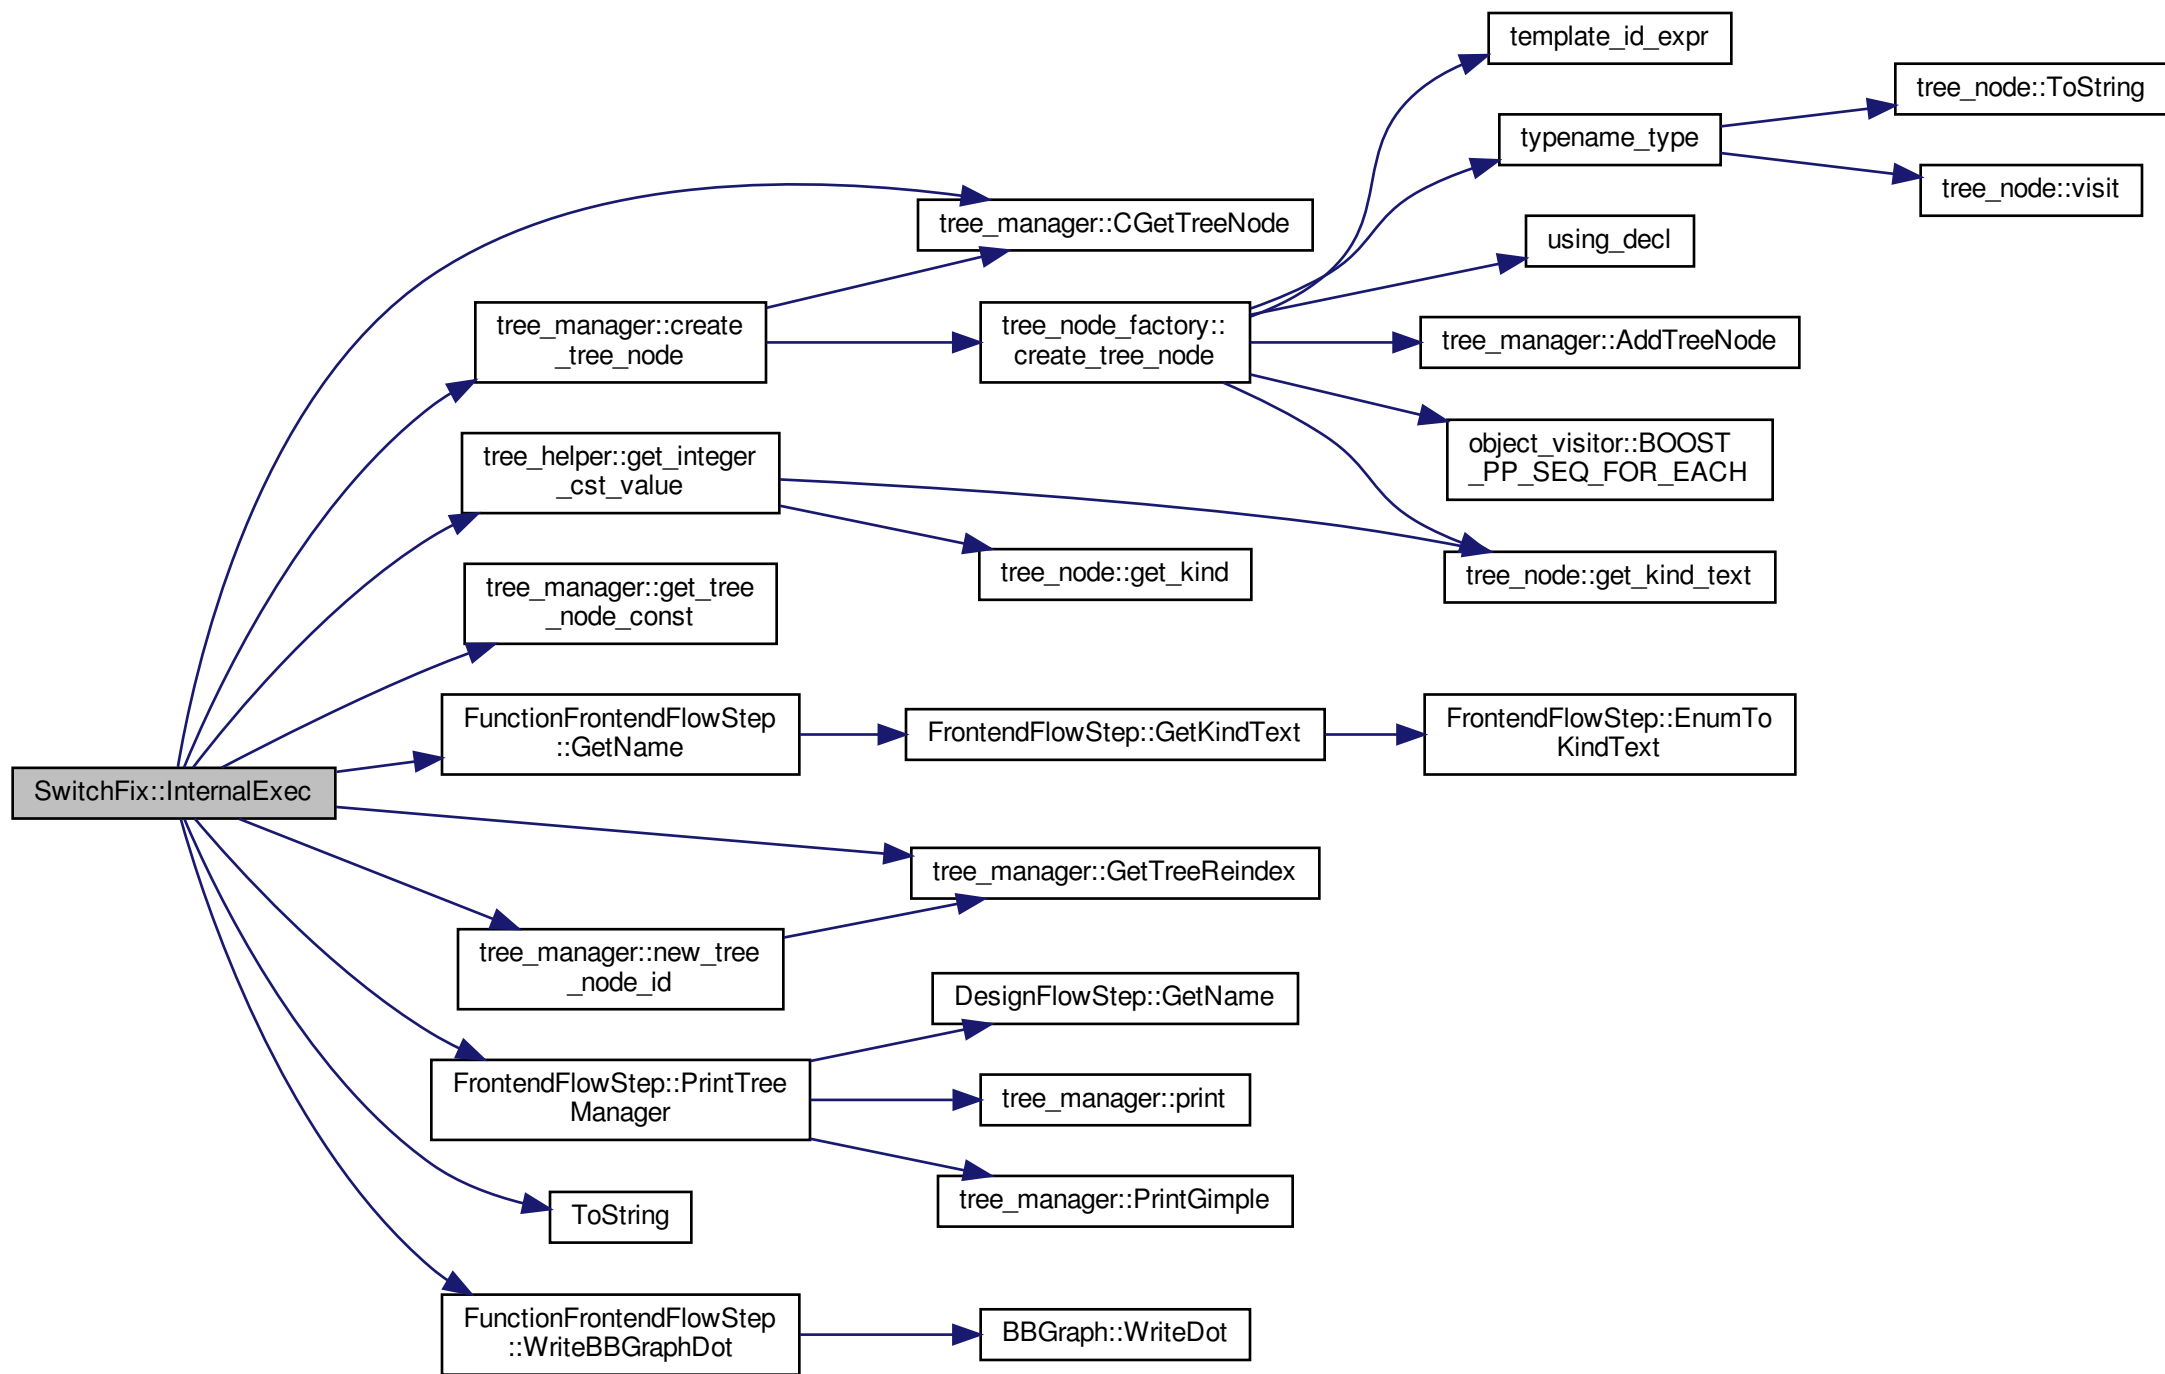 template_id_expr
tree_node::ToString
typename_type
tree_node::visit
tree_manager::CGetTreeNode
using_decl
tree_manager::create
_tree_node
tree_node_factory::
create_tree_node
tree_manager::AddTreeNode
object_visitor::BOOST
_PP_SEQ_FOR_EACH
tree_helper::get_integer
_cst_value
tree_node::get_kind
tree_node::get_kind_text
tree_manager::get_tree
_node_const
FunctionFrontendFlowStep
::GetName
FrontendFlowStep::GetKindText
FrontendFlowStep::EnumTo
KindText
SwitchFix::InternalExec
tree_manager::GetTreeReindex
tree_manager::new_tree
_node_id
DesignFlowStep::GetName
FrontendFlowStep::PrintTree
Manager
tree_manager::print
tree_manager::PrintGimple
ToString
FunctionFrontendFlowStep
::WriteBBGraphDot
BBGraph::WriteDot